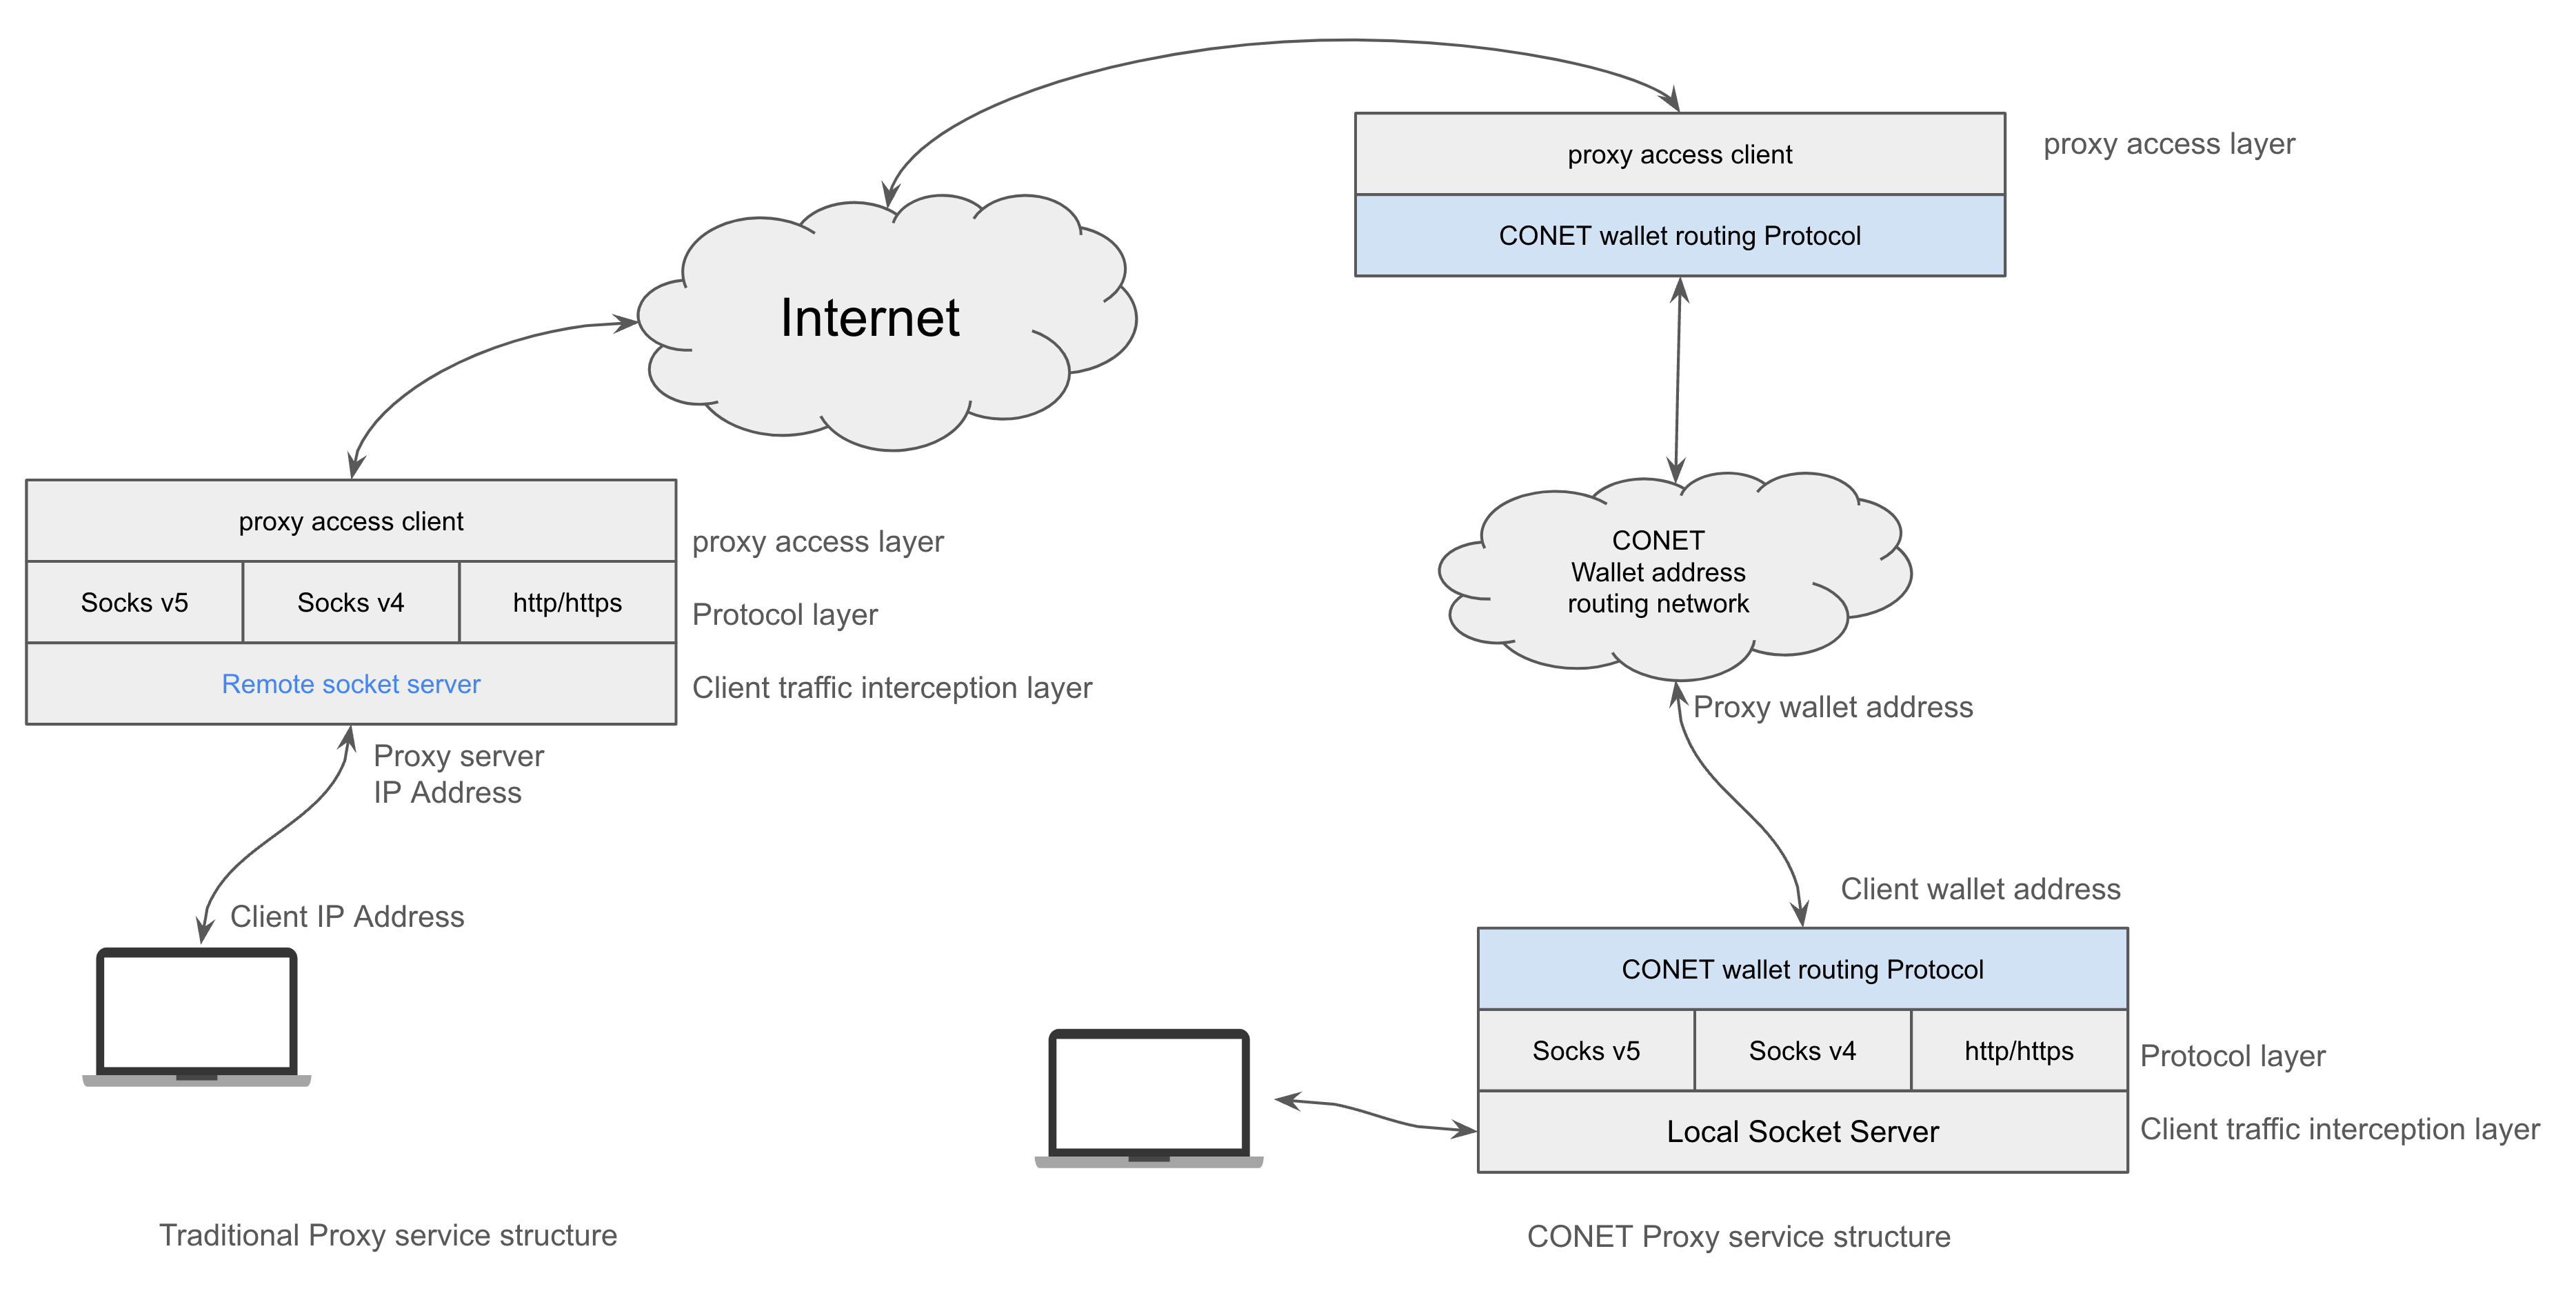 proxy access client
proxy access layer
CONET wallet routing Protocol
Internet
proxy access client
proxy access layer
Socks v5
Socks v4
http/https
Protocol layer
Remote socket server
Client traffic interception layer
Proxy server
IP Address
Client IP Address
CONET
Wallet address
routing network
Proxy wallet address
Client wallet address
CONET wallet routing Protocol
Socks v5
Socks v4
http/https
Protocol layer
Local Socket Server
Client traffic interception layer
Traditional Proxy service structure
CONET Proxy service structure